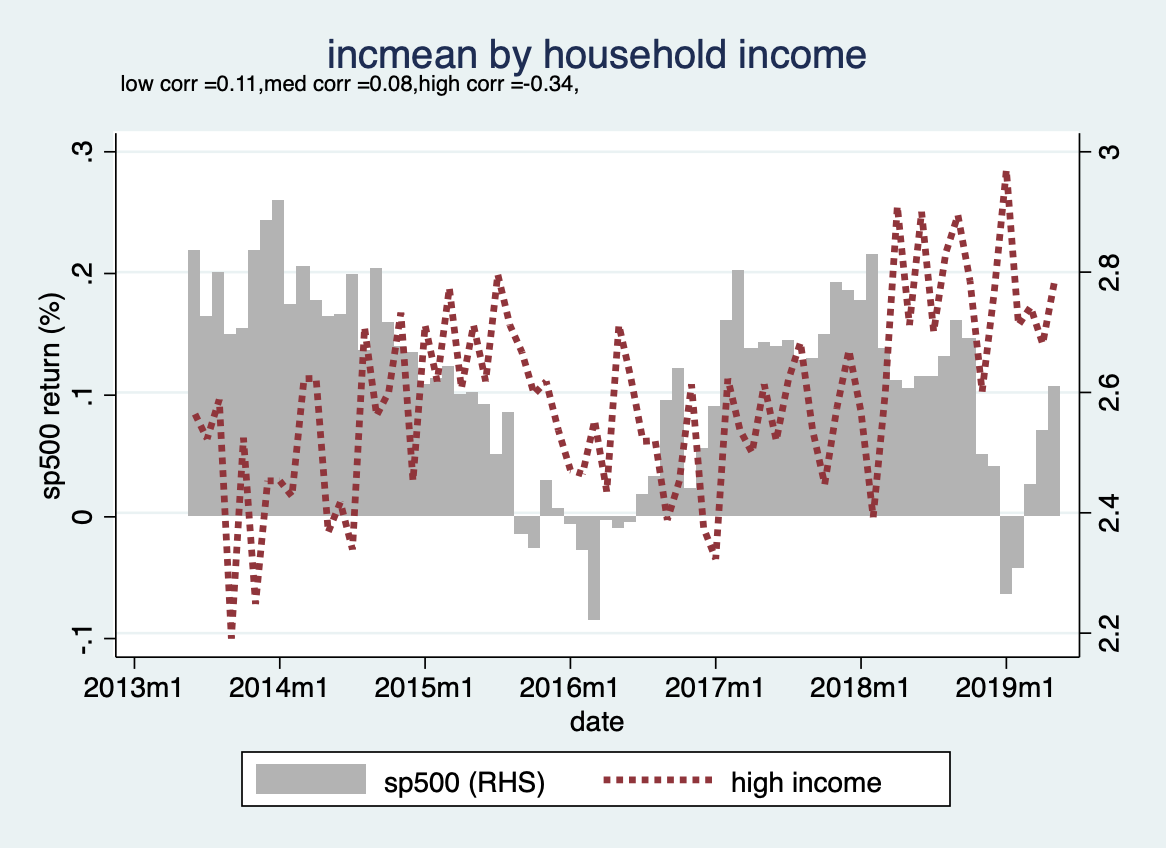 incmean by household income
low corr =0.11,med corr =0.08,high corr =-0.34,
.3
.2
.1
0
-.1
sp500 return (%)
3
2.8
2.6
2.4
2.2
2013m1 2014m1 2015m1 2016m1 2017m1 2018m1 2019m1
date
sp500 (RHS) high income